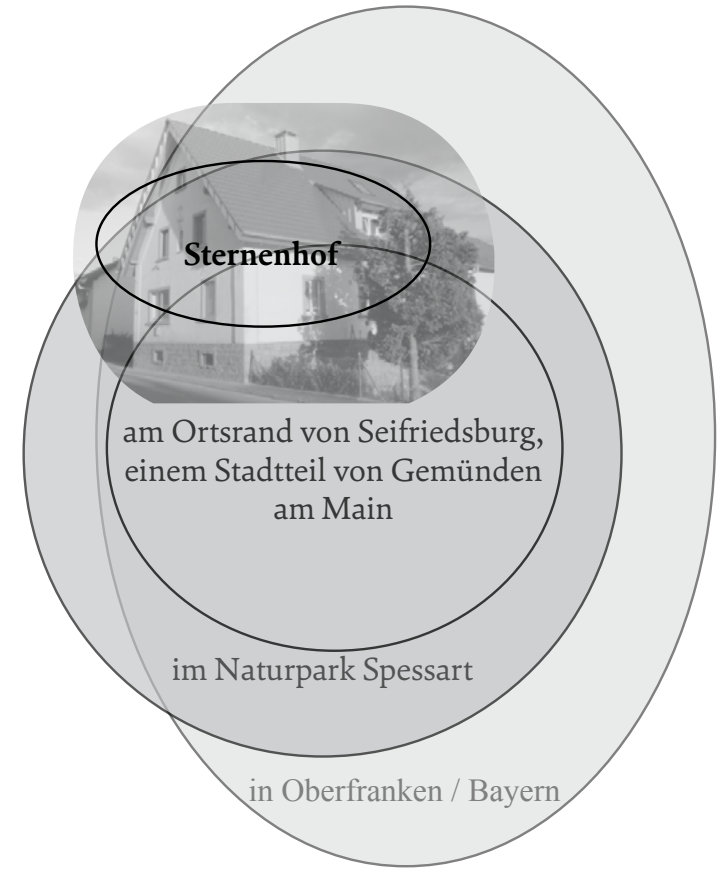 Sternenhof
am Ortsrand von Seifriedsburg,
einem Stadtteil von Gemünden
am Main
im Naturpark Spessart
in Oberfranken / Bayern